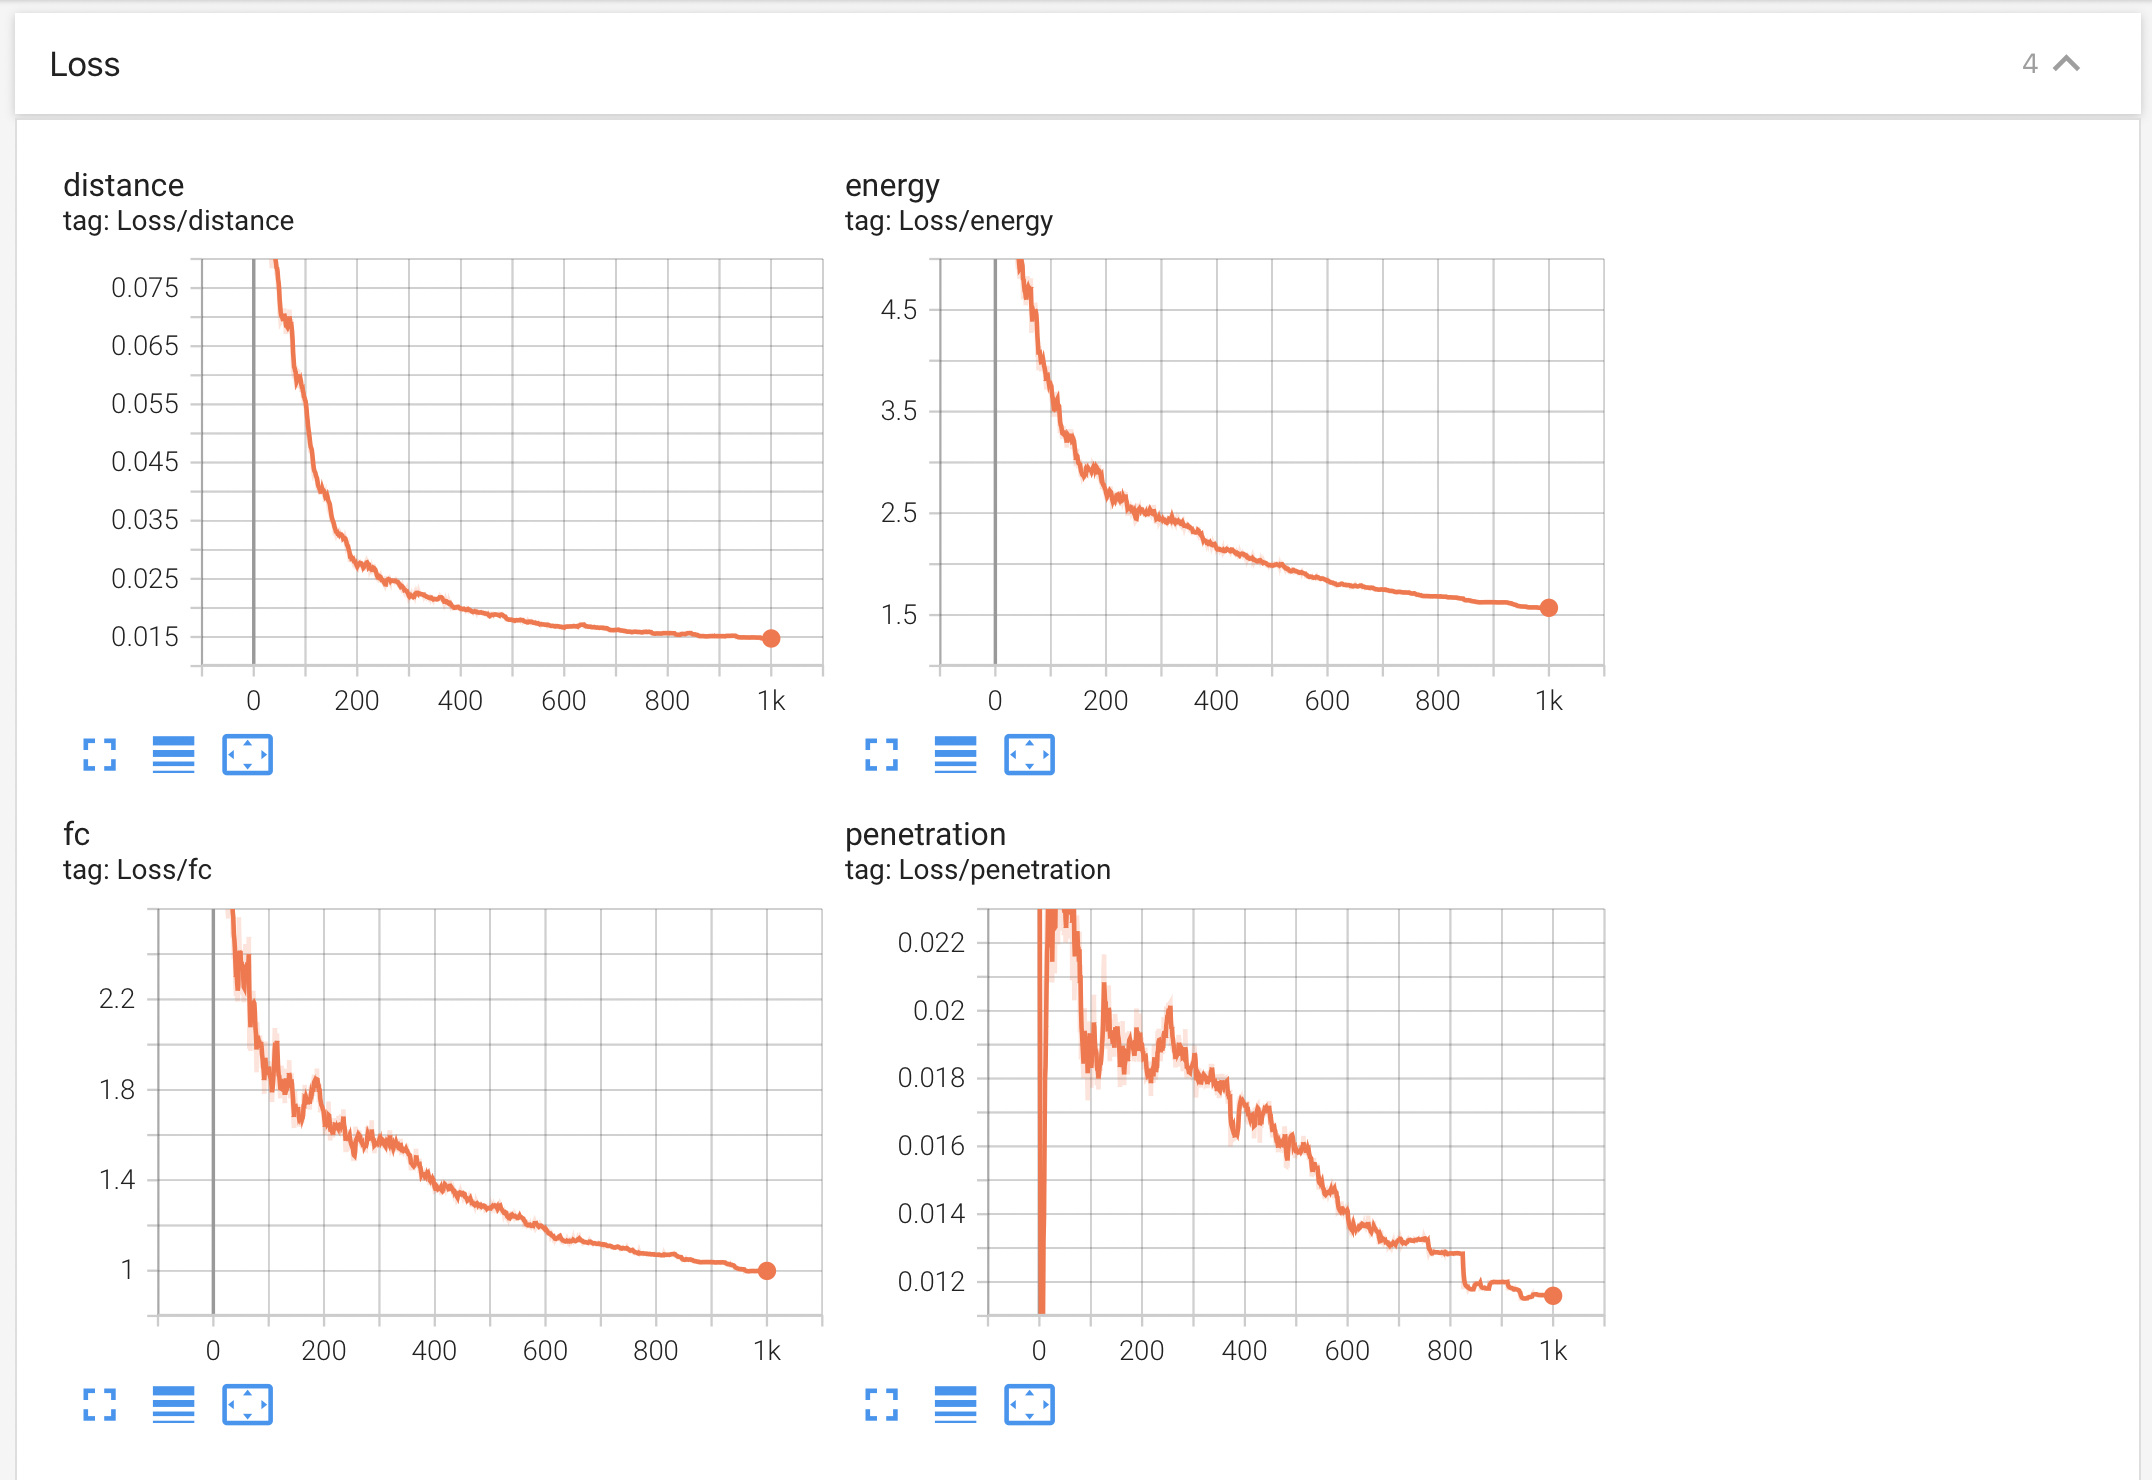 Loss
4
distance
tag: Loss/distance
0.075
0.065
0.055
0.045
0.035
0.025
0.015
0 200 400 600 800 1k
energy
tag: Loss/energy
4.5
3.5
2.5
1.5
0 200 400 600 800 1k
fc
tag: Loss/fc
2.2
1.8
1.4
1
0 200 400 600 800 1k
penetration
tag: Loss/penetration
0.022
0.02
0.018
0.016
0.014
0.012
0 200 400 600 800 1k